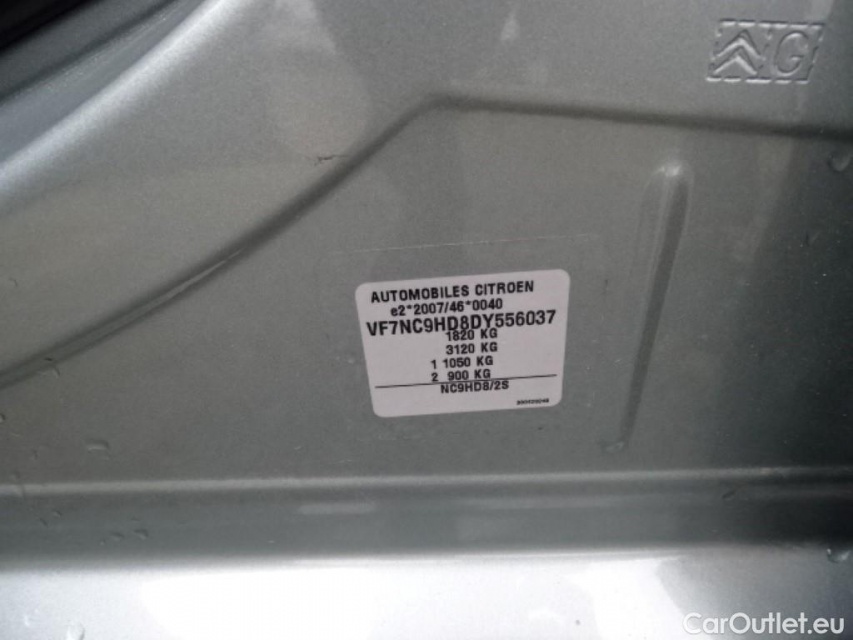 G
AUTOMOBILES CITROEN
e2*2007/46*0040
VF7NC9HD8DY556037
1820 KG
3120 KG
1 1050 KG
2 900 KG
NC9HD8/2S
CarOutlet.eu